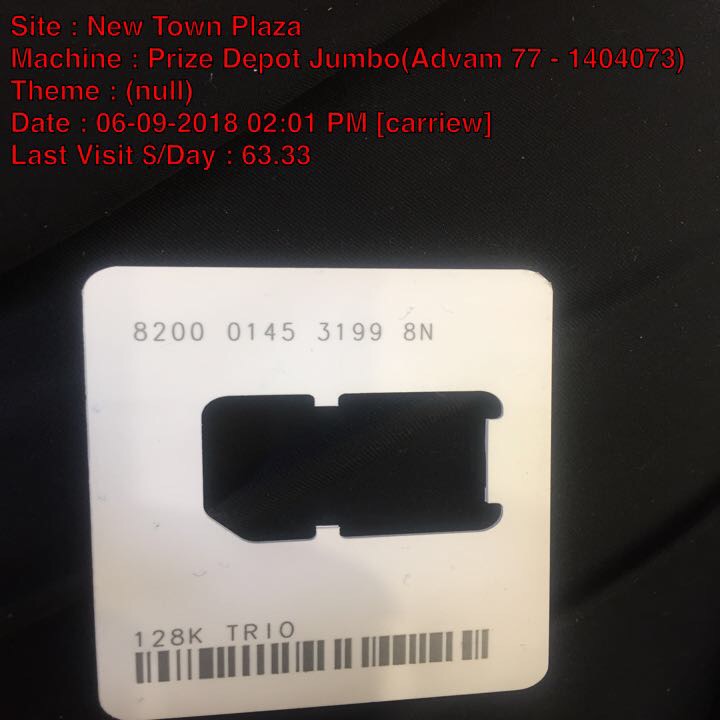 Site : New Town Plaza
Machine : Prize Depot Jumbo(Advam 77 - 1404073)
Theme : (null)
Date : 06-09-2018 02:01 PM [carriew]
Last Visit S/Day : 63.33
8200 0145 3199 8N
128K TRIO